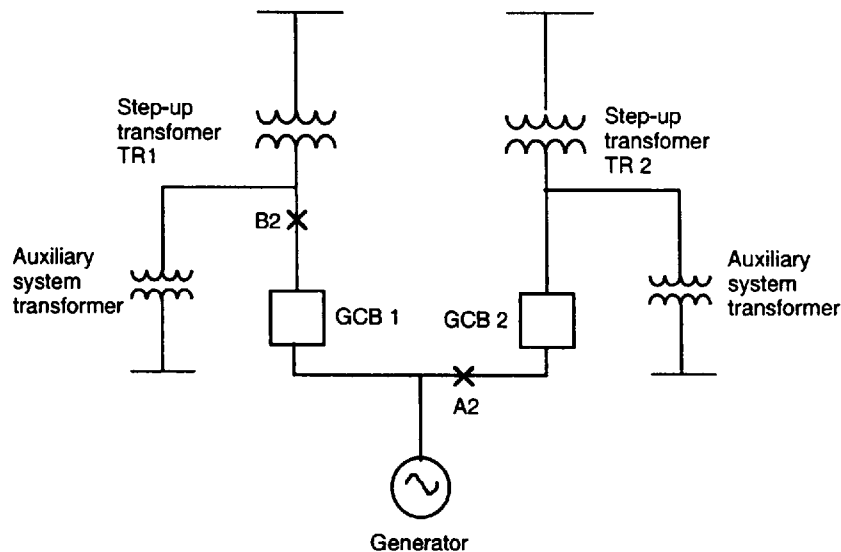 Step-up
transfomer
TR1
Step-up
transfomer
TR 2
B2
Auxiliary
system
transformer
Auxiliary
system
transformer
GCB 1
GCB 2
A2
Generator